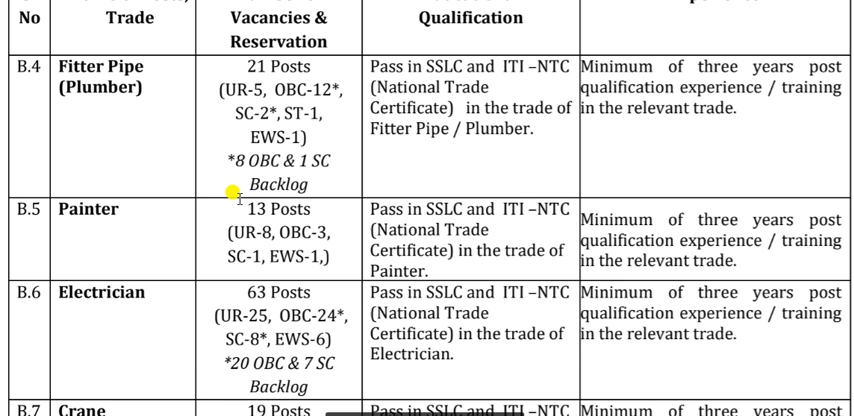 No
Trade
Vacancies &
Reservation
Qualification
B.4
Fitter Pipe
(Plumber)
21 Posts
(UR-5, OBC-12*,
SC-2*, ST-1,
EWS-1)
*8 OBC & 1 SC
Backlog
Pass in SSLC and ITI –NTC
(National Trade
Certificate) in the trade of
Fitter Pipe / Plumber.
Minimum of three years post
qualification experience / training
in the relevant trade.
B.5
Painter
13 Posts
(UR-8, OBC-3,
SC-1, EWS-1,)
Pass in SSLC and ITI –NTC
(National Trade
Certificate) in the trade of
Painter.
Minimum of three years post
qualification experience / training
in the relevant trade.
B.6
Electrician
63 Posts
(UR-25, OBC-24*,
SC-8*, EWS-6)
*20 OBC & 7 SC
Backlog
Pass in SSLC and ITI –NTC
(National Trade
Certificate) in the trade of
Electrician.
Minimum of three years post
qualification experience / training
in the relevant trade.
B.7
Crane
19 Posts
Pass in SSLC and ITI –NTC
Minimum of three years post